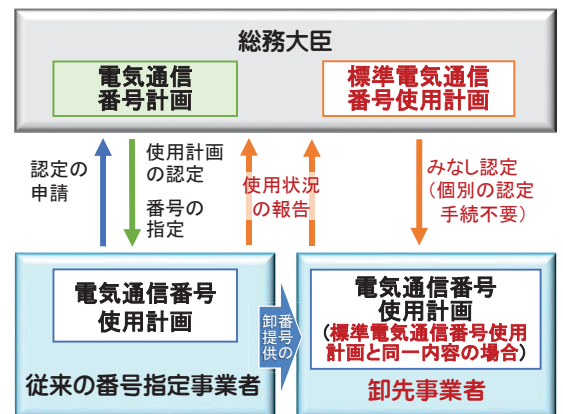 総務大臣
電気通信
番号計画
標準電気通信
番号使用計画
認定の
申請
使用計画
の認定
番号の
指定
使用状況
の報告
みなし認定
（個別の認定
手続不要）
電気通信番号
使用計画
従来の番号指定事業者
番号の
卸提供
電気通信番号
使用計画
（標準電気通信番号使用
計画と同一内容の場合）
卸先事業者